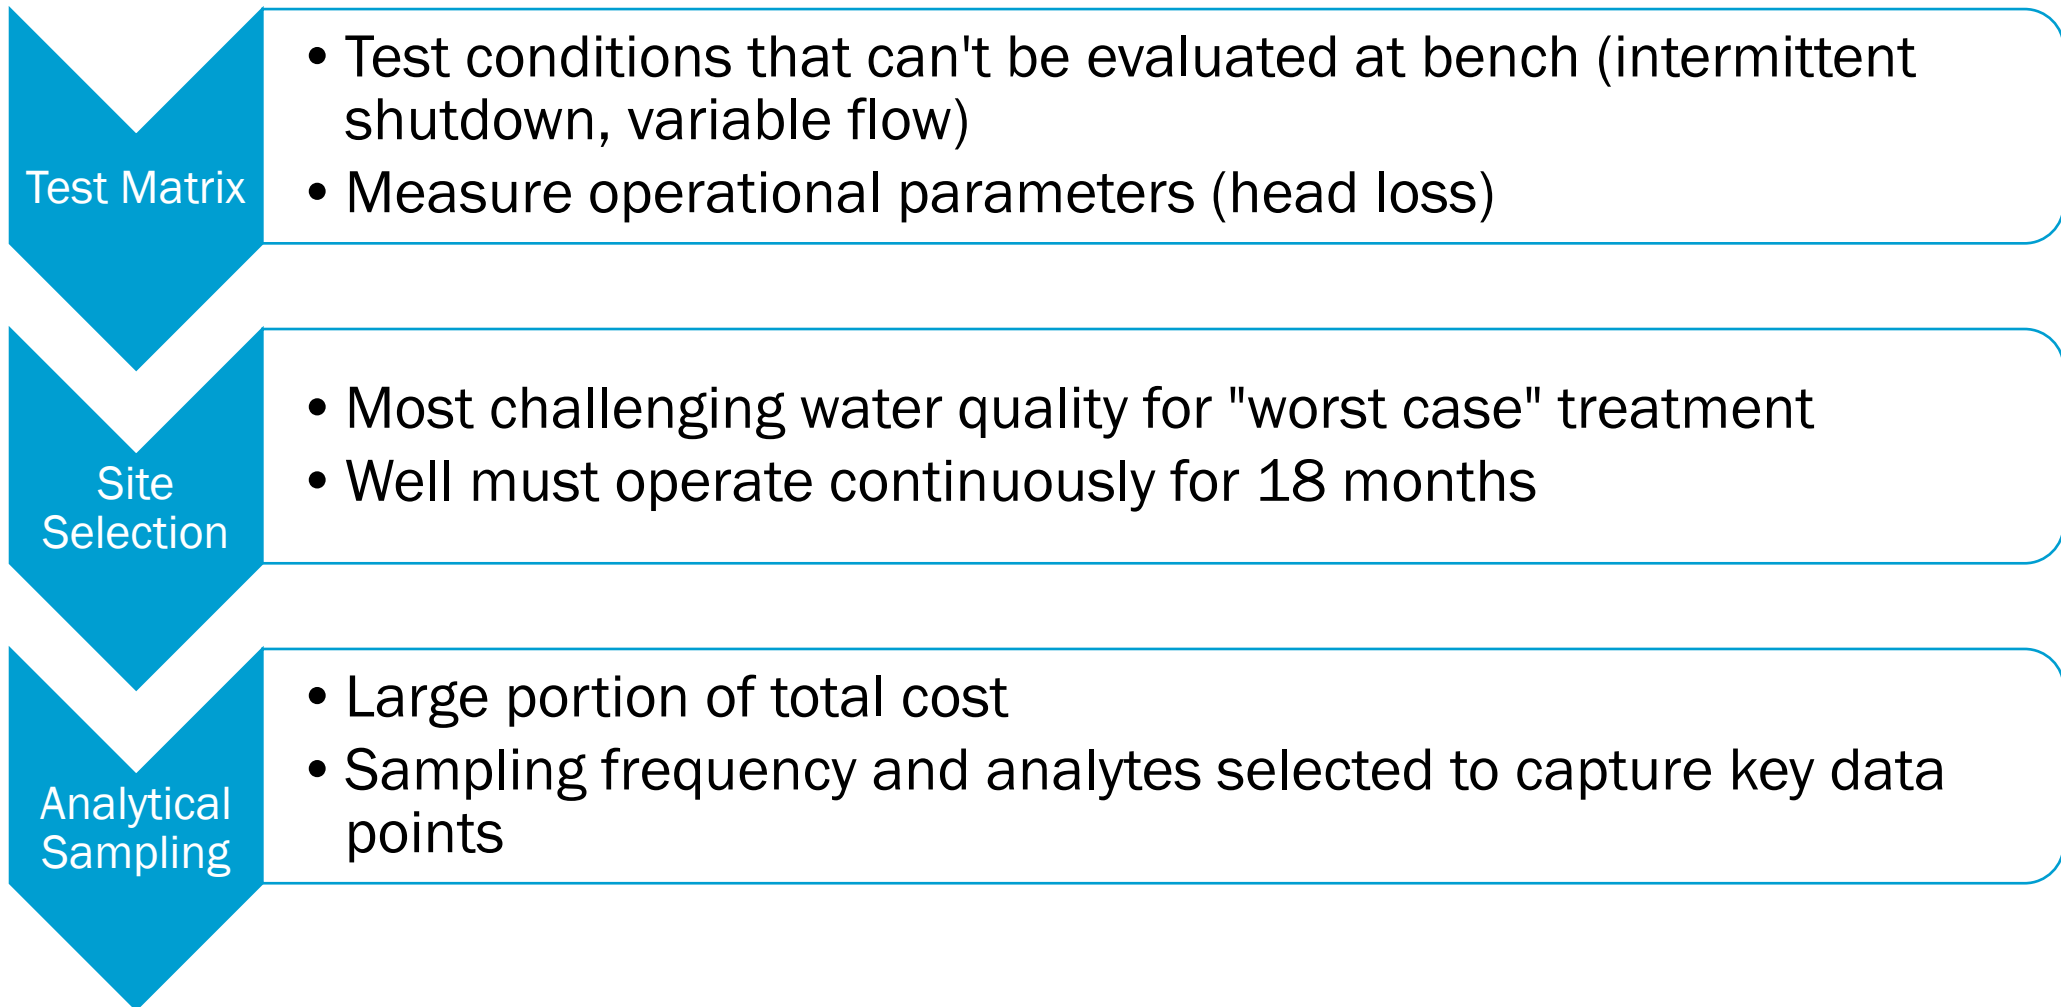 Test Matrix
• Test conditions that can't be evaluated at bench (intermittent
shutdown, variable flow)
• Measure operational parameters (head loss)
Site
Selection
• Most challenging water quality for "worst case" treatment
• Well must operate continuously for 18 months
Analytical
Sampling
• Large portion of total cost
• Sampling frequency and analytes selected to capture key data
points